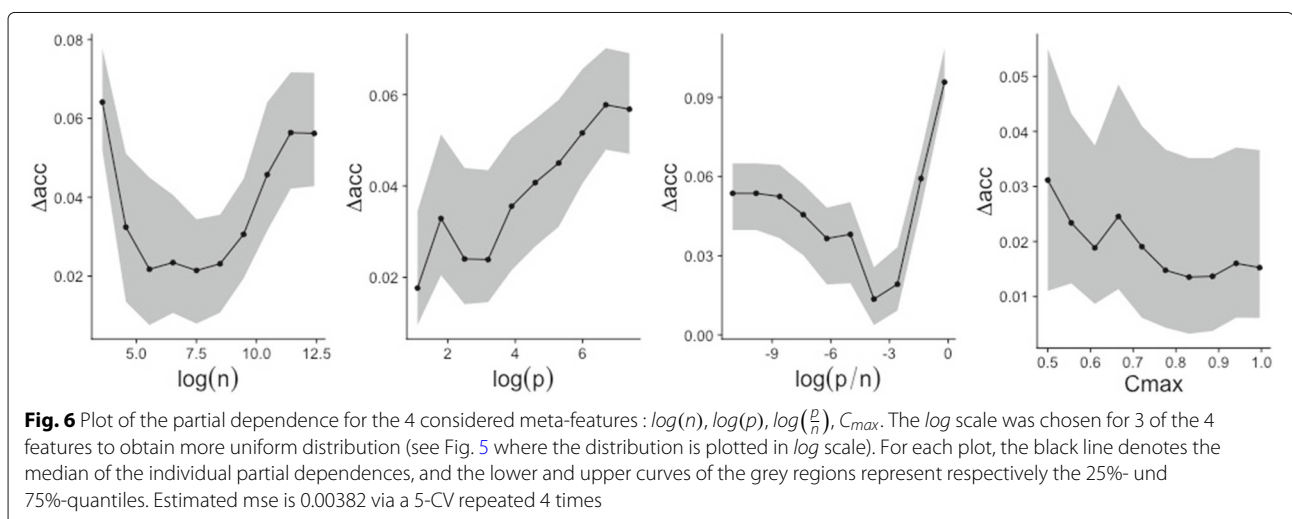 0.08
0.06
0.04
0.02
Δacc
5.0 7.5 10.0 12.5
log(n)
0.06
0.04
0.02
Δacc
2 4 6
log(p)
0.09
0.06
0.03
0.00
Δacc
-9 -6 -3 0
log(p/n)
0.05
0.04
0.03
0.02
0.01
Δacc
0.5 0.6 0.7 0.8 0.9 1.0
Cmax
Fig. 6 Plot of the partial dependence for the 4 considered meta-features : log(n), log(p), log(p/n), Cmax. The log scale was chosen for 3 of the 4
features to obtain more uniform distribution (see Fig. 5 where the distribution is plotted in log scale). For each plot, the black line denotes the
median of the individual partial dependences, and the lower and upper curves of the grey regions represent respectively the 25%- und
75%-quantiles. Estimated mse is 0.00382 via a 5-CV repeated 4 times